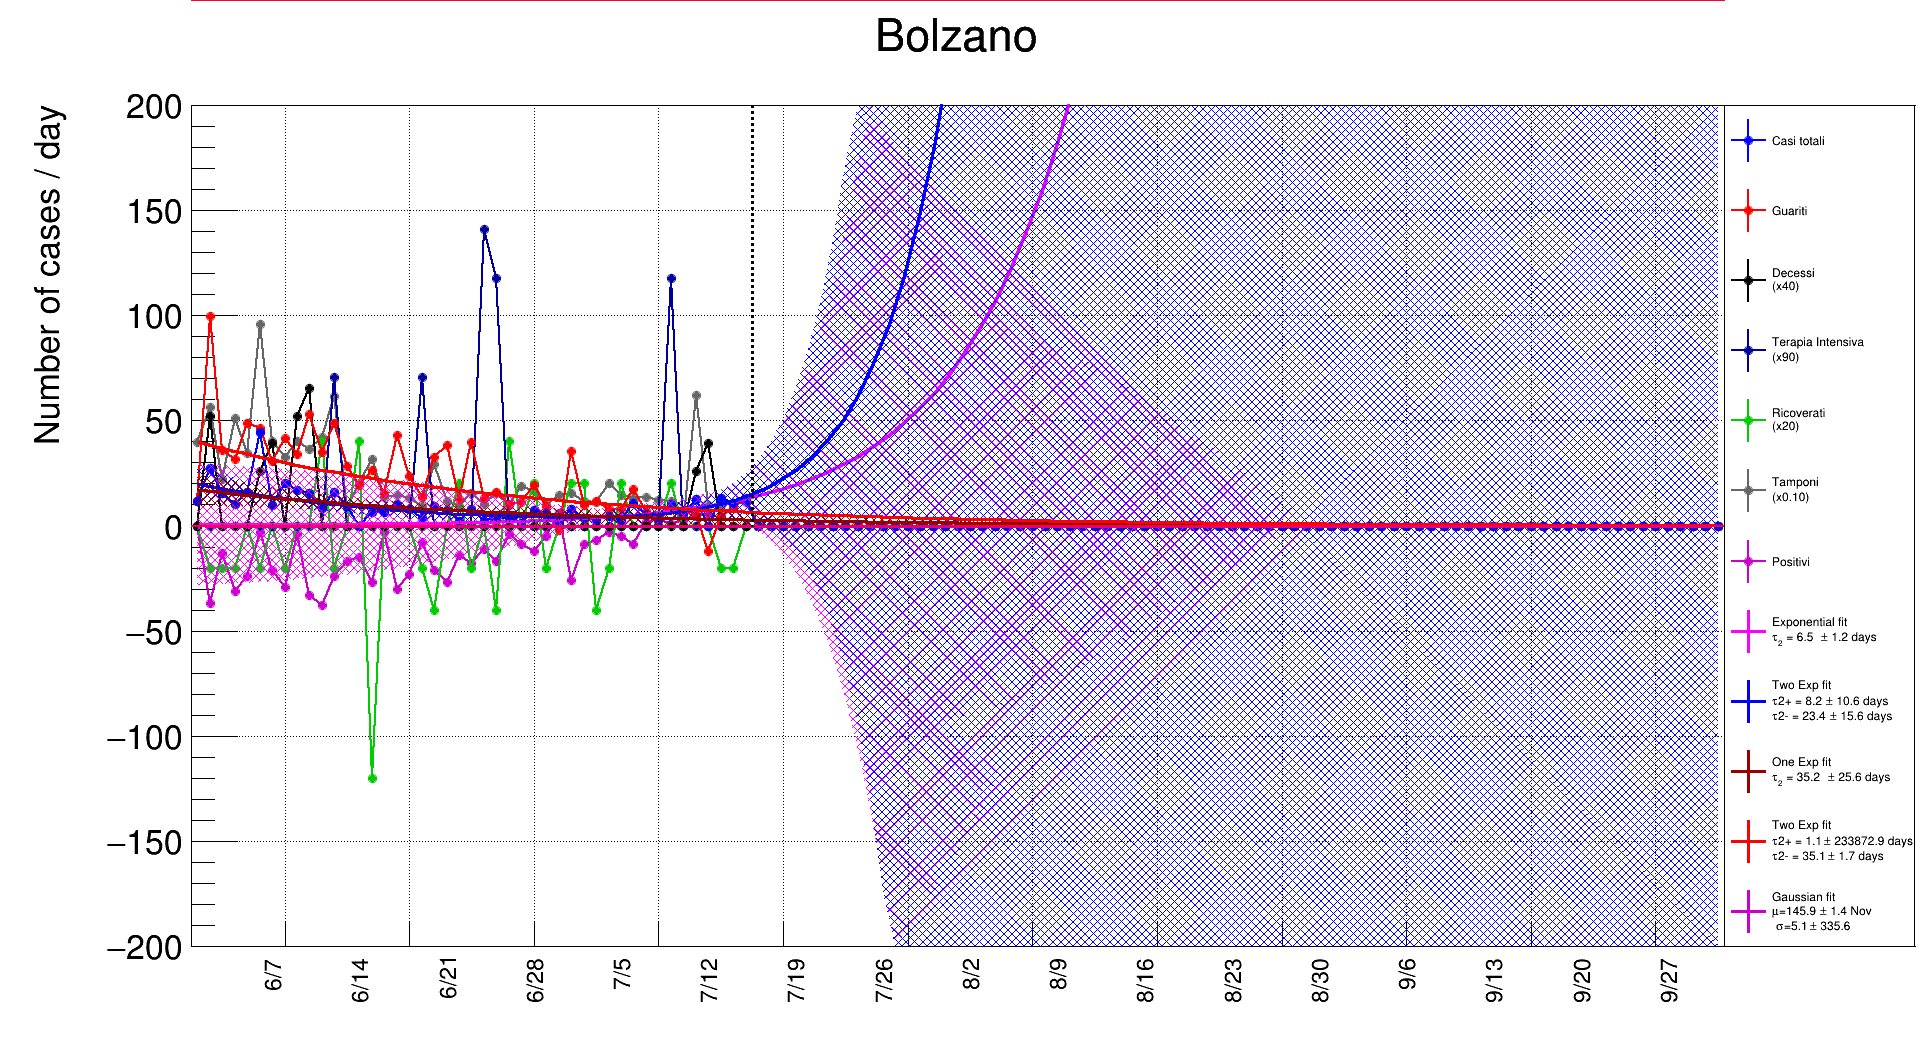 Bolzano
Number of cases / day
200
150
100
50
0
−50
−100
−150
−200
6/7
6/14
6/21
6/28
7/5
7/12
7/19
7/26
8/2
8/9
8/16
8/23
8/30
9/6
9/13
9/20
9/27
Casi totali
Guariti
Decessi
(x40)
Terapia Intensiva
(x90)
Ricoverati
(x20)
Tamponi
(x0.10)
Positivi
Exponential fit
τ2 = 6.5 ± 1.2 days
Two Exp fit
τ2+ = 8.2 ± 10.6 days
τ2- = 23.4 ± 15.6 days
One Exp fit
τ2 = 35.2 ± 25.6 days
Two Exp fit
τ2+ = 1.1 ± 233872.9 days
τ2- = 35.1 ± 1.7 days
Gaussian fit
μ=145.9 ± 1.4 Nov
σ=5.1 ± 335.6